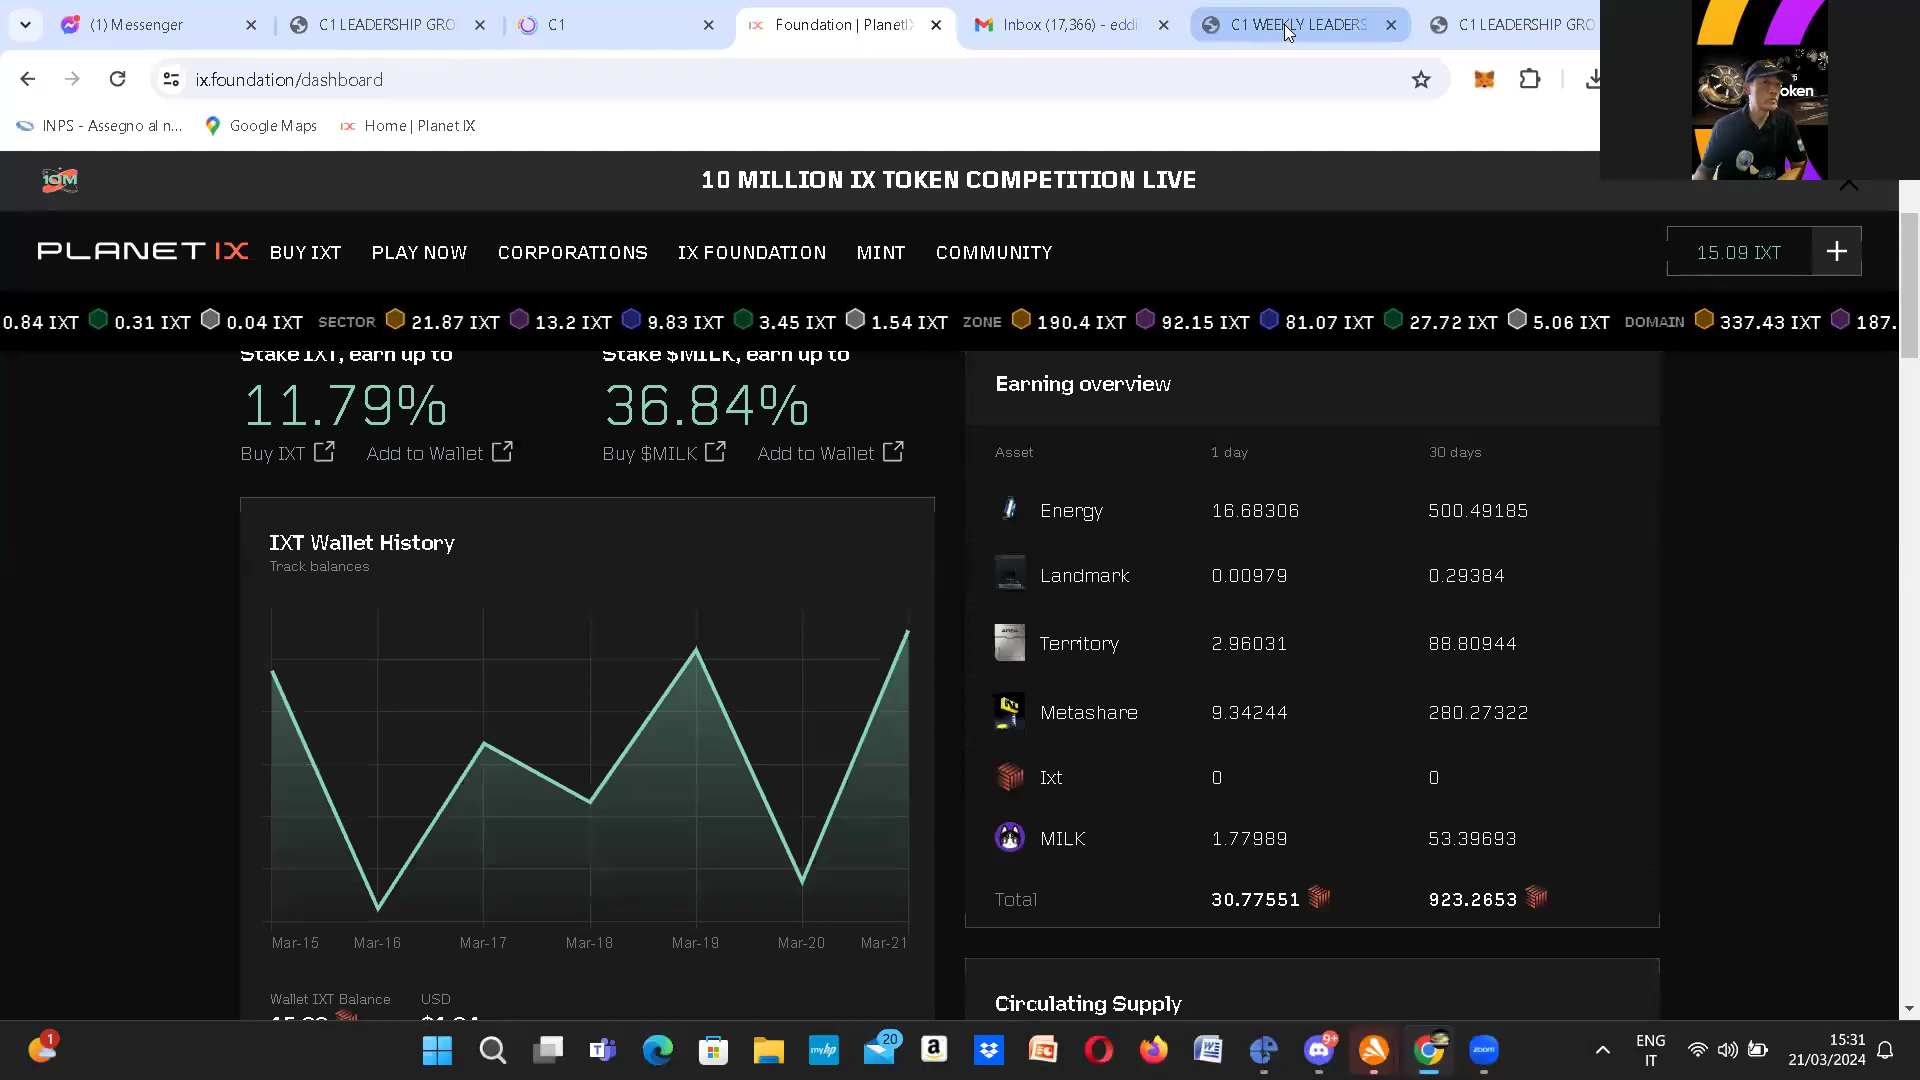 (1) Messenger
C1 LEADERSHIP GRO
C1
Foundation | PlanetIX
Inbox (17,366) - eddi
C1 WEEKLY LEADERS
C1 LEADERSHIP GRO
ix.foundation/dashboard
INPS - Assegno al n...
Google Maps
Home | Planet IX
oken
10M
10 MILLION IX TOKEN COMPETITION LIVE
PLANET IX
BUY IXT
PLAY NOW
CORPORATIONS
IX FOUNDATION
MINT
COMMUNITY
15.09 IXT
0.84 IXT 0.31 IXT 0.04 IXT SECTOR 21.87 IXT 13.2 IXT 9.83 IXT 3.45 IXT 1.54 IXT ZONE 190.4 IXT 92.15 IXT 81.07 IXT 27.72 IXT 5.06 IXT DOMAIN 337.43 IXT 187.
Stake IXT, earn up to
11.79%
Buy IXT
Add to Wallet
Stake $MILK, earn up to
36.84%
Buy $MILK
Add to Wallet
IXT Wallet History
Track balances
Mar-15 Mar-16 Mar-17 Mar-18 Mar-19 Mar-20 Mar-21
Wallet IXT Balance
USD
Earning overview
Asset 1 day 30 days
Energy 16.68306 500.49185
Landmark 0.00979 0.29384
Territory 2.96031 88.80944
Metashare 9.34244 280.27322
Ixt 0 0
MILK 1.77989 53.39693
Total 30.77551 923.2653
Circulating Supply
1
myhp
20
9+
zoom
ENG
IT
15:31
21/03/2024